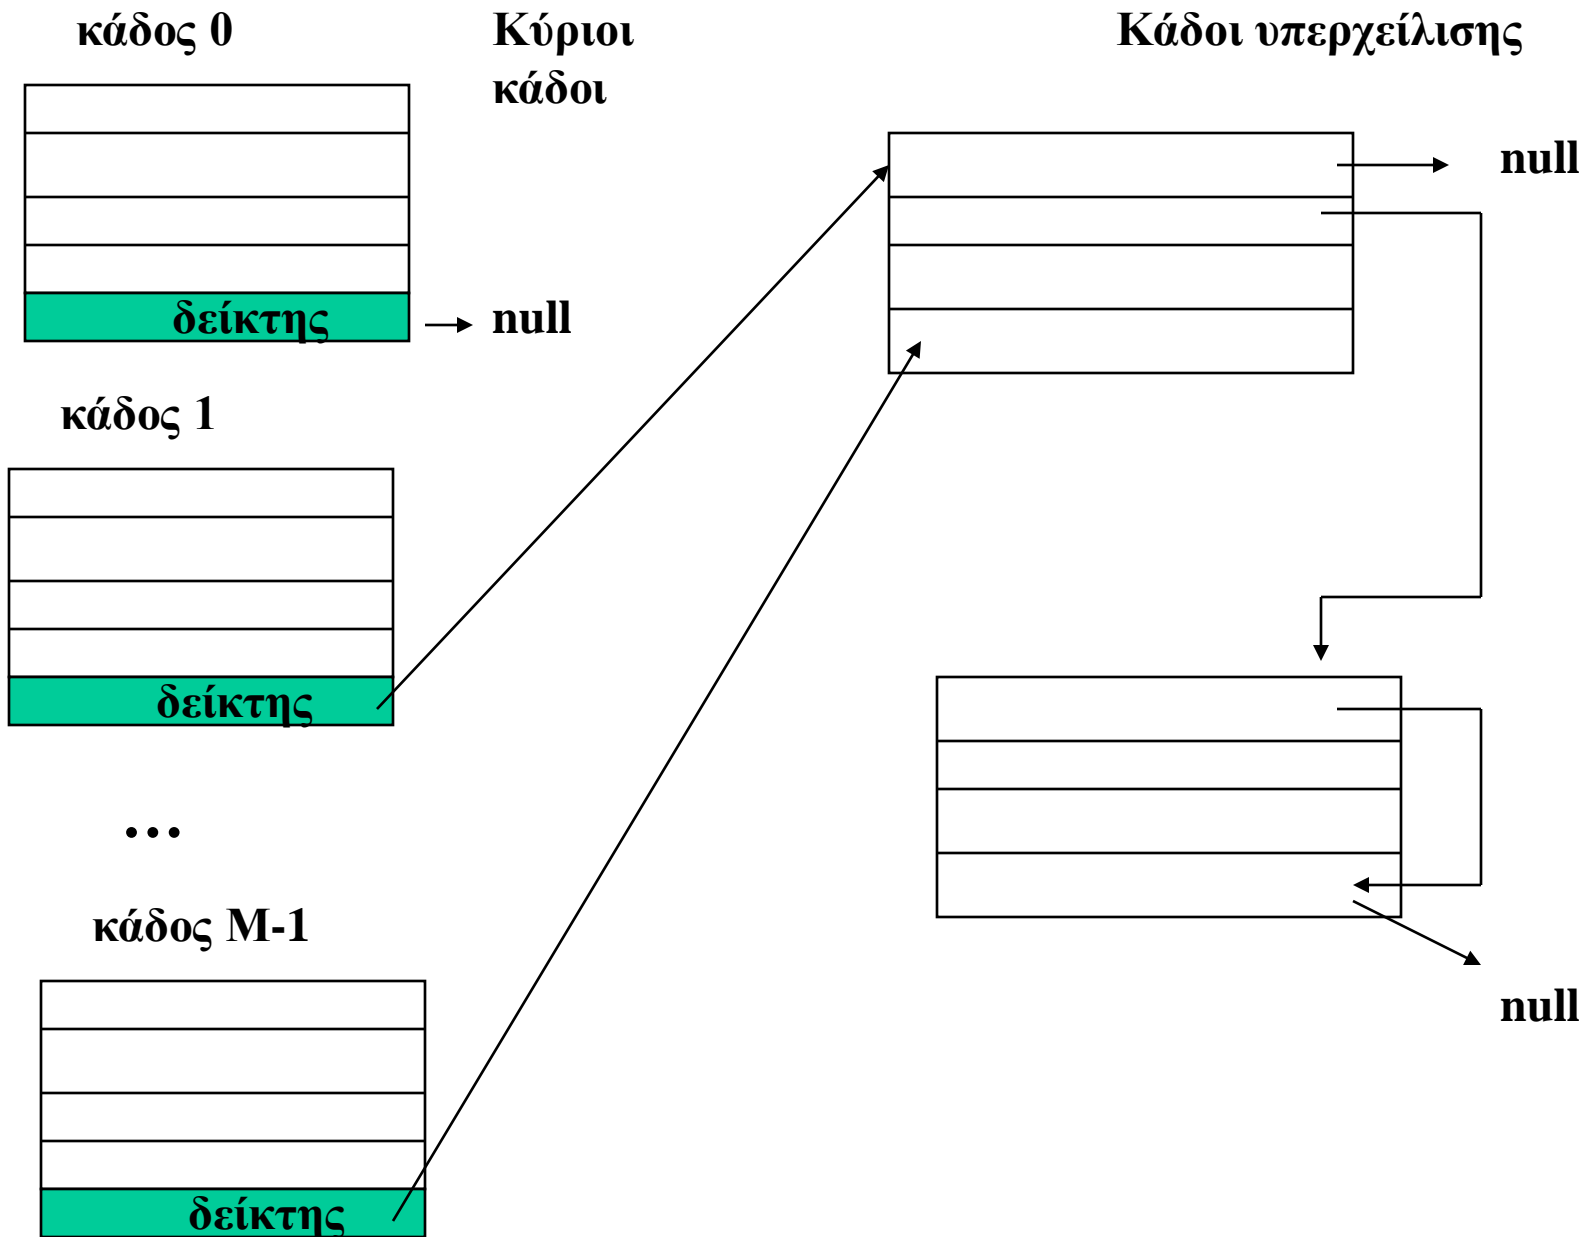 κάδος 0
Κύριοι
κάδοι
Κάδοι υπερχείλισης
null
δείκτης
null
κάδος 1
δείκτης
...
κάδος M-1
null
δείκτης